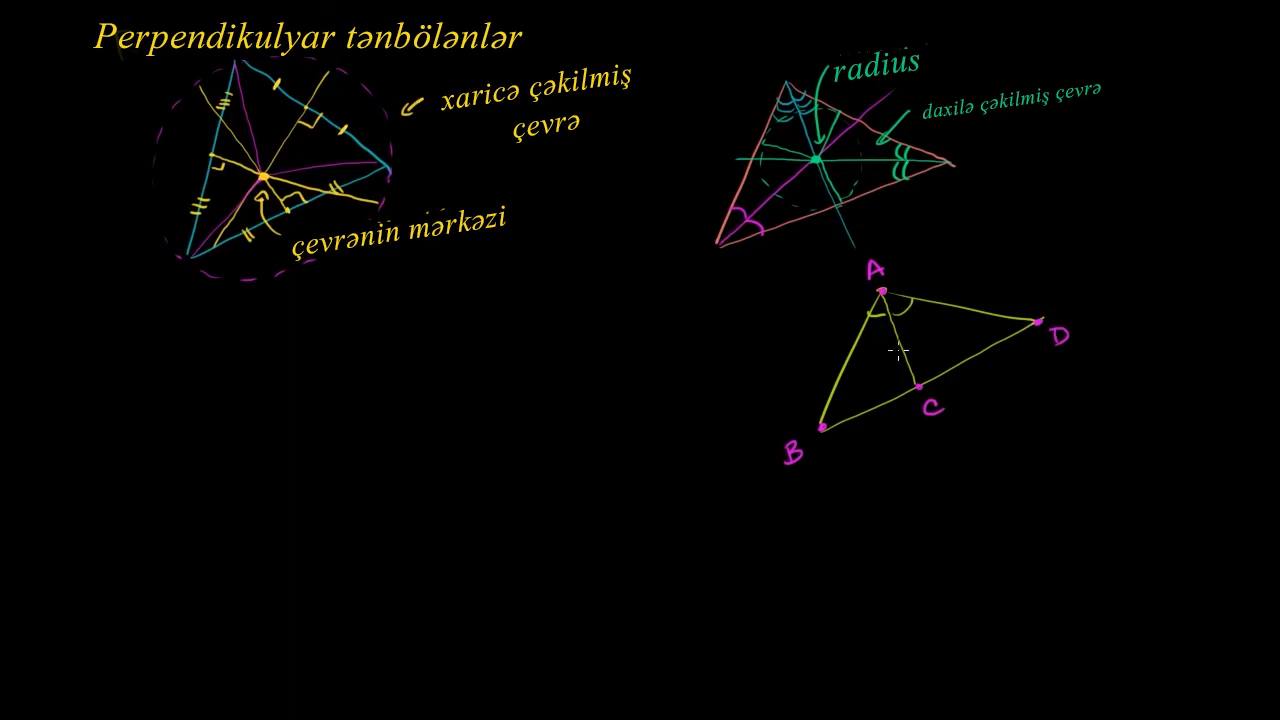 Perpendikulyar tənbölənlər
xaricə çəkilmiş
çevrə
çevrənin mərkəzi
radius
daxilə çəkilmiş çevrə
A
D
C
B